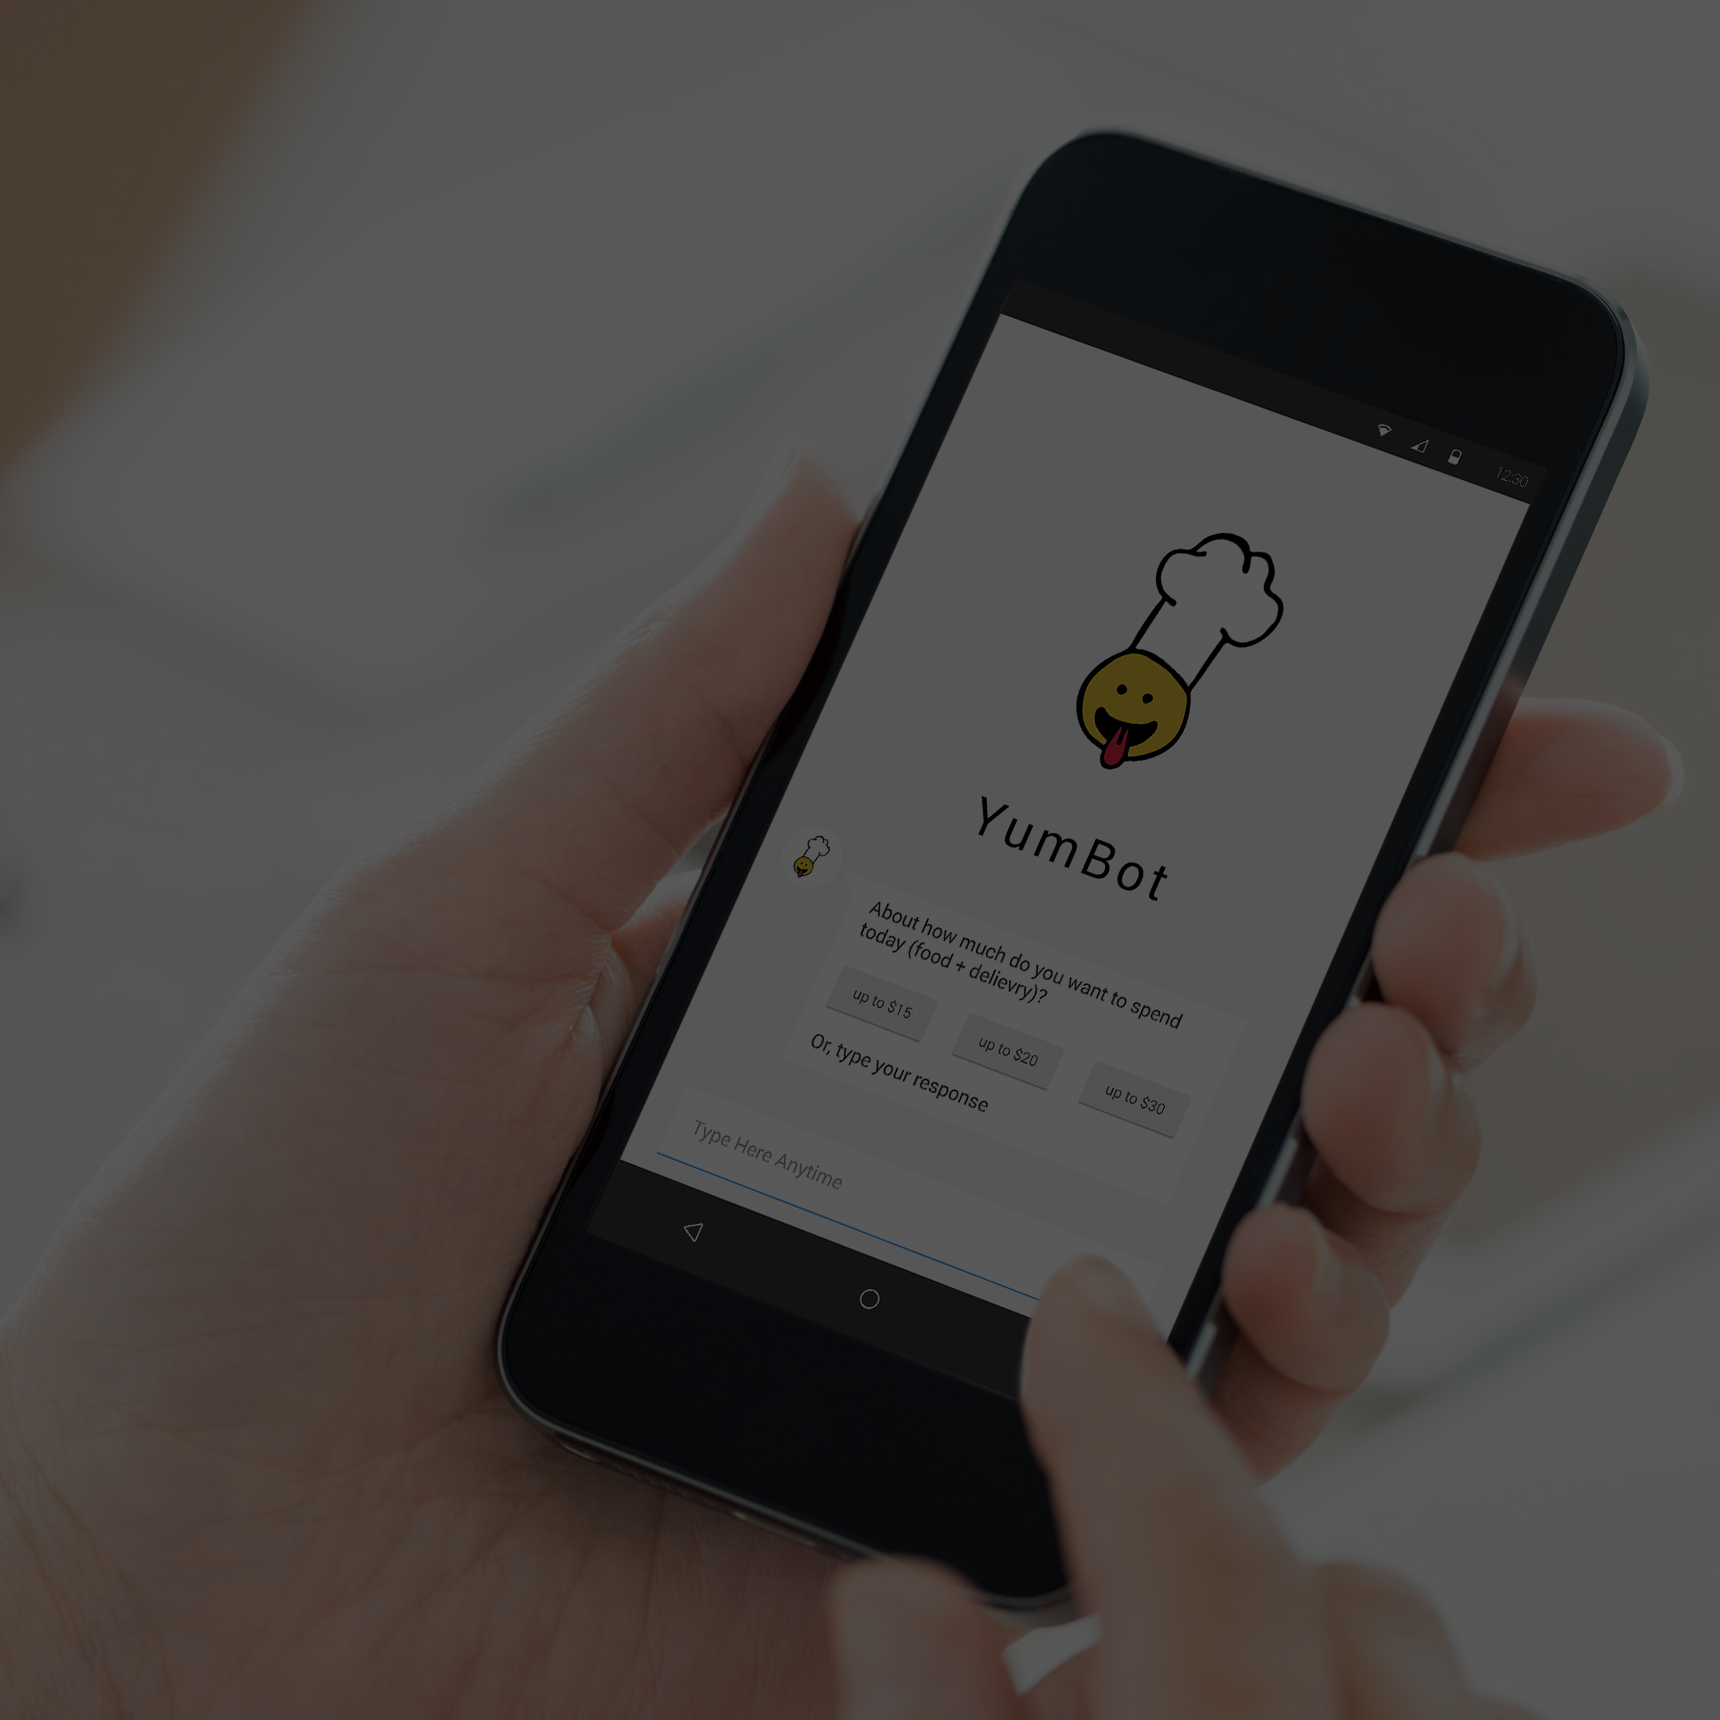 12:30
YumBot
About how much do you want to spend
today (food + delievry)?
up to $15
up to $20
up to $30
Or, type your response
Type Here Anytime